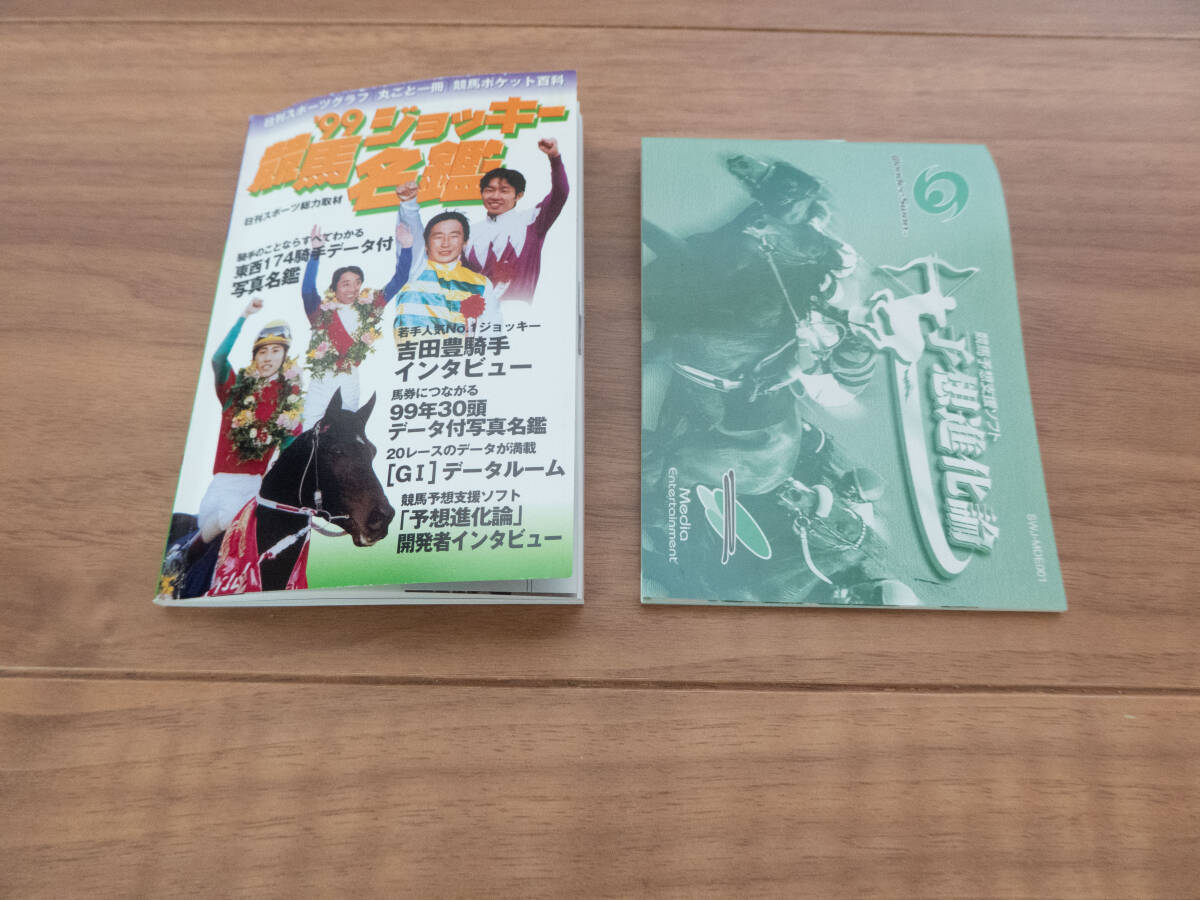 日刊スポーツグラフ 丸ごと一冊 競馬ポケット百科
'99ジョッキー
競馬名鑑
日刊スポーツ総力取材
騎手のことならすべてわかる
東西174騎手データ付
写真名鑑
若手人気No.1ジョッキー
吉田豊騎手
インタビュー
馬券につながる
99年30頭
データ付写真名鑑
20レースのデータが満載
[GI]データルーム
競馬予想支援ソフト
「予想進化論」
開発者インタビュー
WonderSwan
競馬予想支援ソフト
予想進化論
Media
Entertainment
SWJ-MDE001